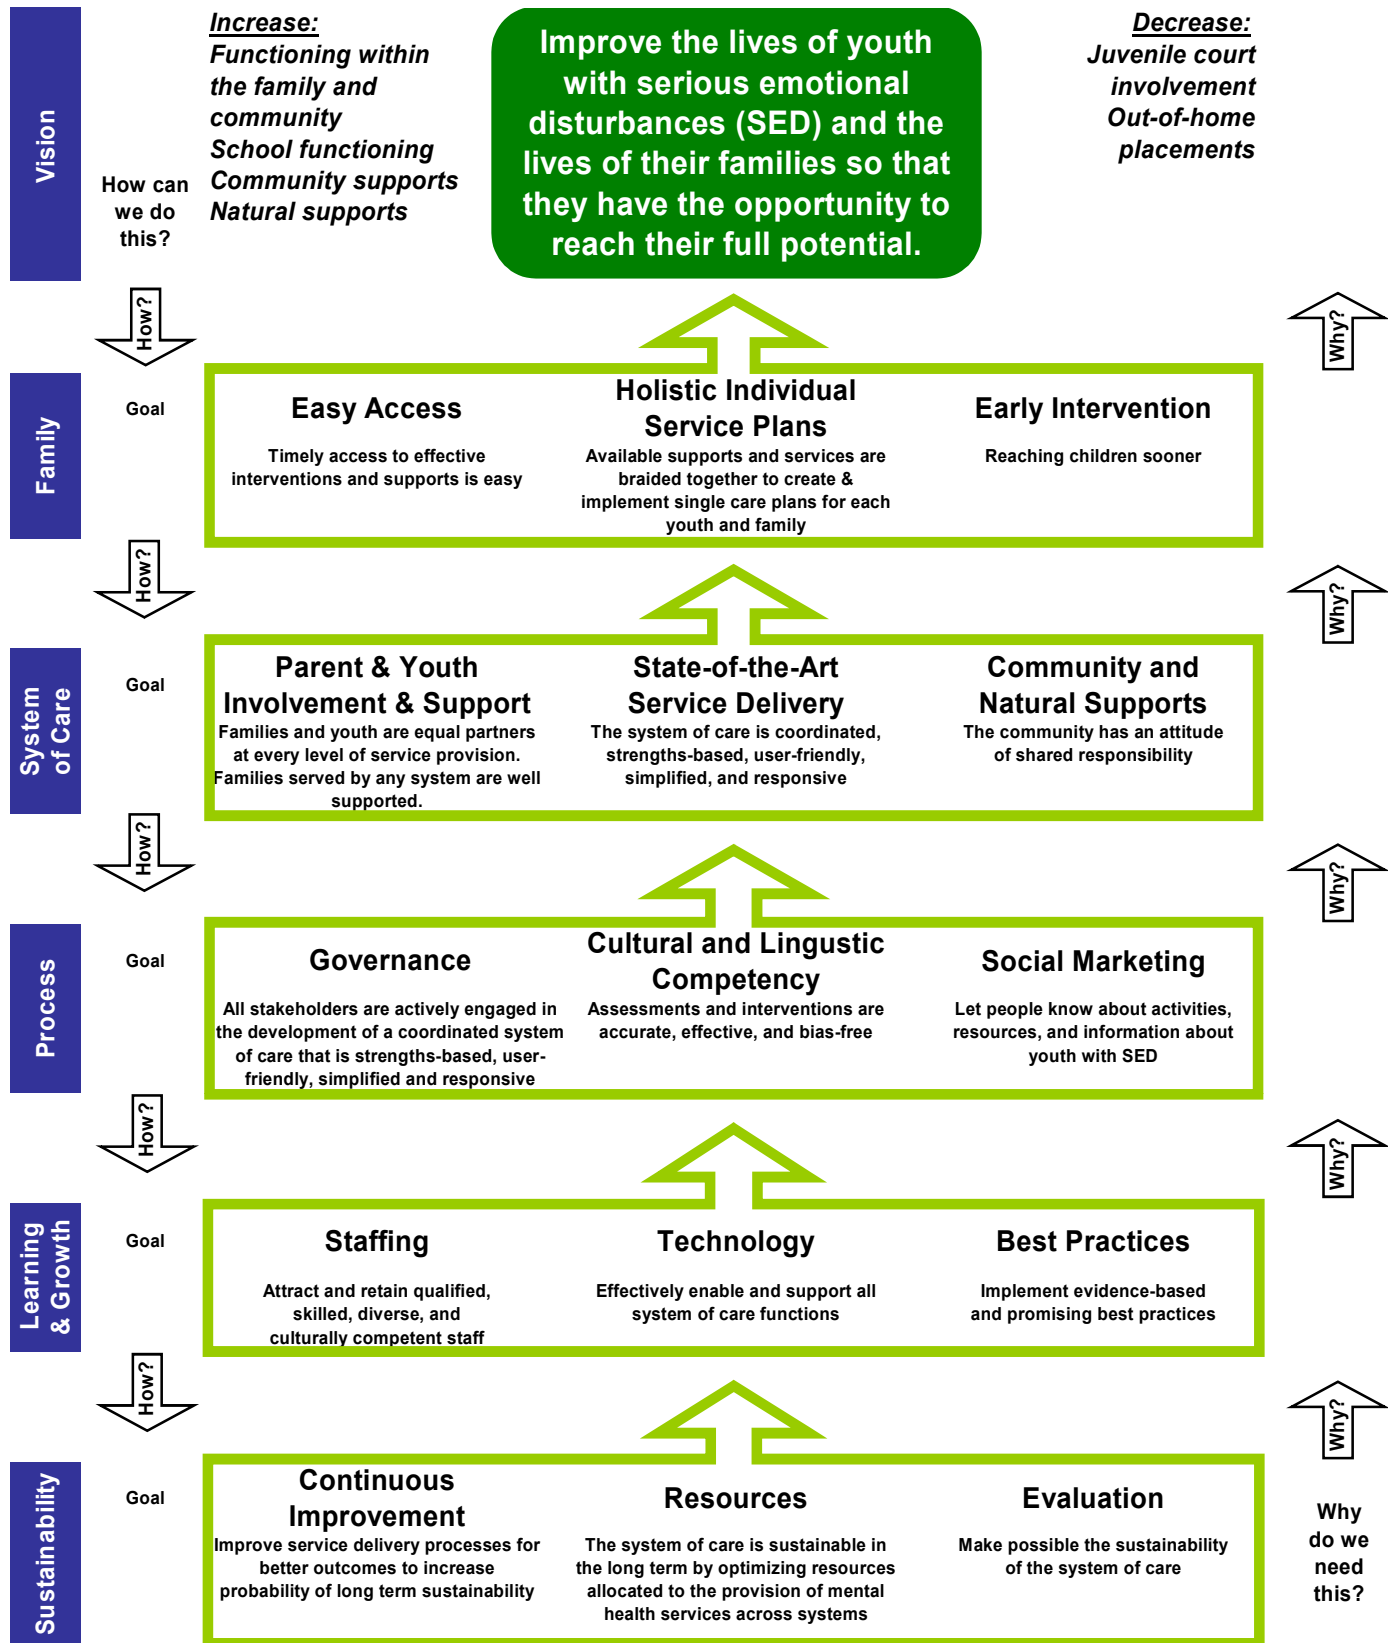 Vision
How can
we do
this?
Increase:
Functioning within
the family and
community
School functioning
Community supports
Natural supports
Improve the lives of youth
with serious emotional
disturbances (SED) and the
lives of their families so that
they have the opportunity to
reach their full potential.
Decrease:
Juvenile court
involvement
Out-of-home
placements
How?
Why?
Family
Goal
Easy Access
Timely access to effective
interventions and supports is easy
Holistic Individual
Service Plans
Available supports and services are
braided together to create &
implement single care plans for each
youth and family
Early Intervention
Reaching children sooner
How?
Why?
System
of Care
Goal
Parent & Youth
Involvement & Support
Families and youth are equal partners
at every level of service provision.
Families served by any system are well
supported.
State-of-the-Art
Service Delivery
The system of care is coordinated,
strengths-based, user-friendly,
simplified, and responsive
Community and
Natural Supports
The community has an attitude
of shared responsibility
How?
Why?
Process
Goal
Governance
All stakeholders are actively engaged in
the development of a coordinated system
of care that is strengths-based, user-
friendly, simplified and responsive
Cultural and Lingustic
Competency
Assessments and interventions are
accurate, effective, and bias-free
Social Marketing
Let people know about activities,
resources, and information about
youth with SED
How?
Why?
Learning
& Growth
Goal
Staffing
Attract and retain qualified,
skilled, diverse, and
culturally competent staff
Technology
Effectively enable and support all
system of care functions
Best Practices
Implement evidence-based
and promising best practices
How?
Why?
Sustainability
Goal
Continuous
Improvement
Improve service delivery processes for
better outcomes to increase
probability of long term sustainability
Resources
The system of care is sustainable in
the long term by optimizing resources
allocated to the provision of mental
health services across systems
Evaluation
Make possible the sustainability
of the system of care
Why
do we
need
this?